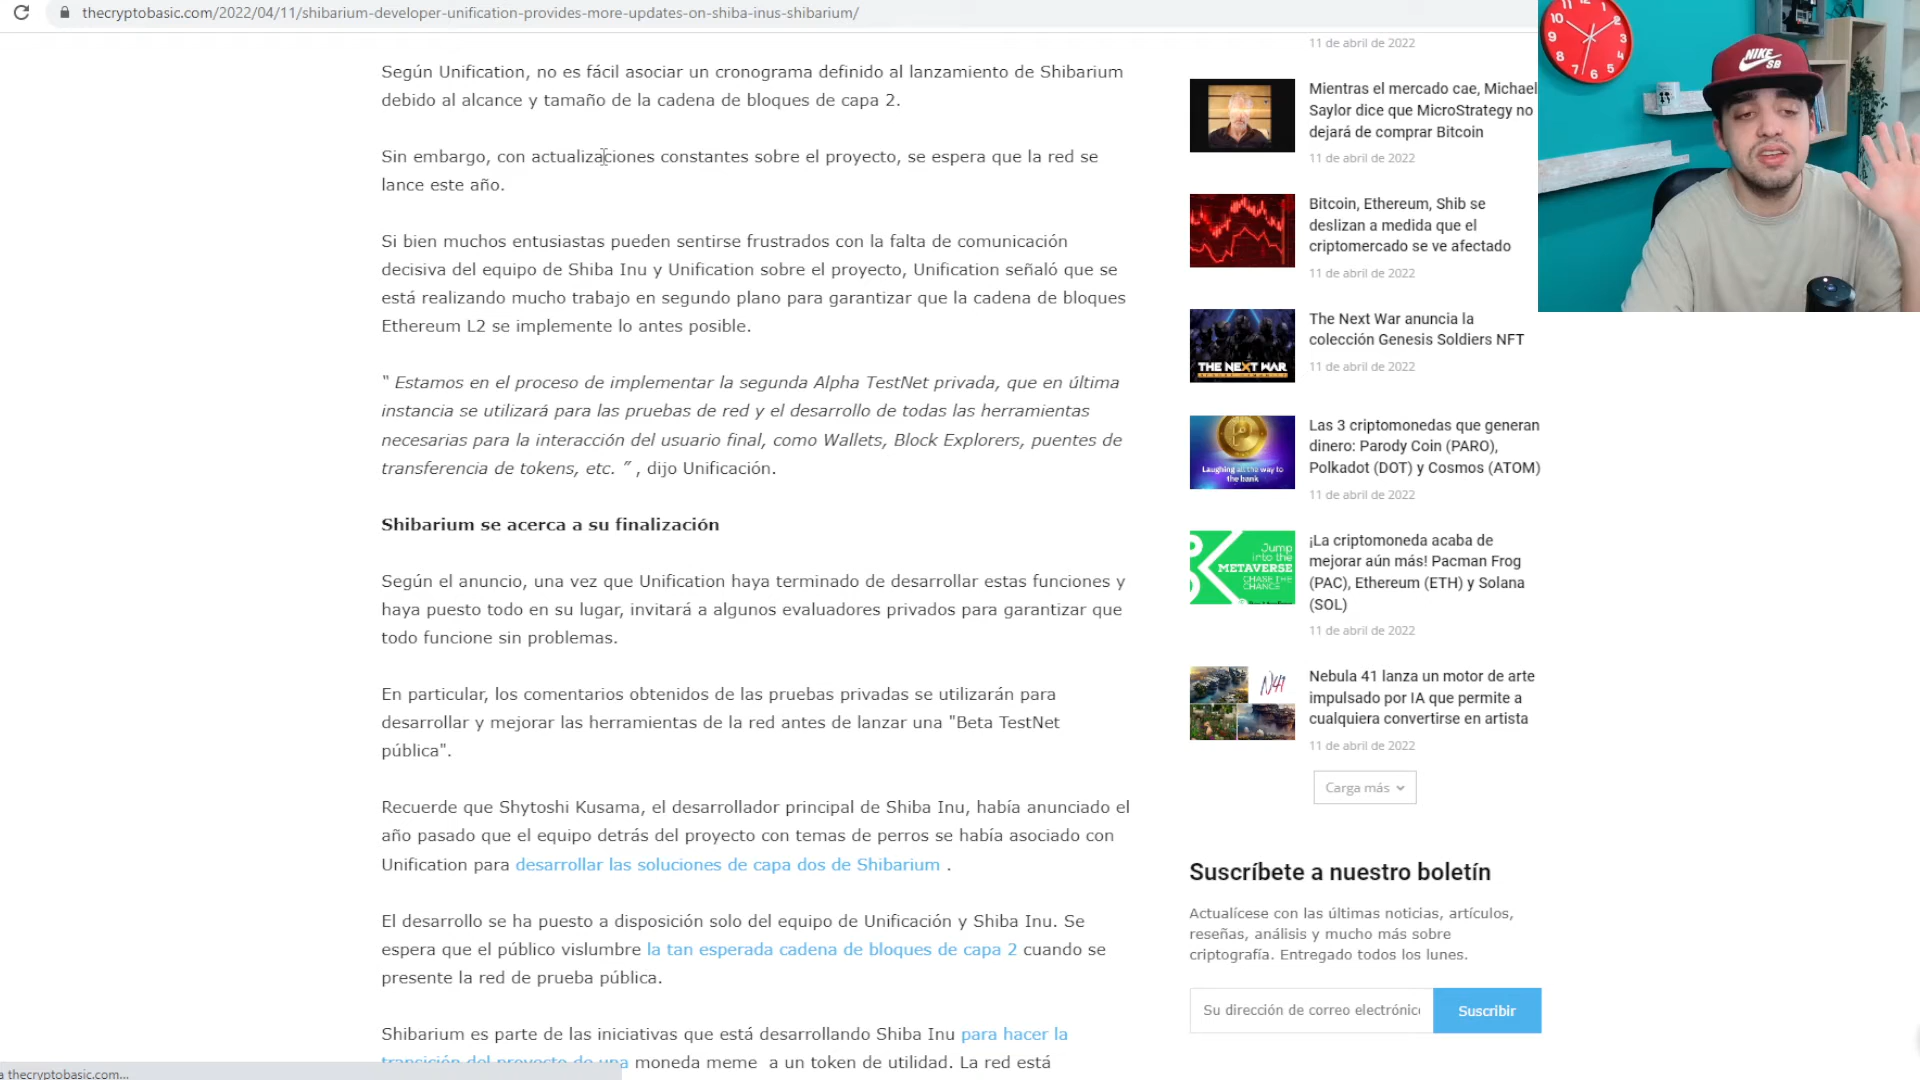 thecryptobasic.com/2022/04/11/shibarium-developer-unification-provides-more-updates-on-shiba-inus-shibarium/
Según Unification, no es fácil asociar un cronograma definido al lanzamiento de Shibarium
debido al alcance y tamaño de la cadena de bloques de capa 2.
Sin embargo, con actualizaciones constantes sobre el proyecto, se espera que la red se
lance este año.
Si bien muchos entusiastas pueden sentirse frustrados con la falta de comunicación
decisiva del equipo de Shiba Inu y Unification sobre el proyecto, Unification señaló que se
está realizando mucho trabajo en segundo plano para garantizar que la cadena de bloques
Ethereum L2 se implemente lo antes posible.
“ Estamos en el proceso de implementar la segunda Alpha TestNet privada, que en última
instancia se utilizará para las pruebas de red y el desarrollo de todas las herramientas
necesarias para la interacción del usuario final, como Wallets, Block Explorers, puentes de
transferencia de tokens, etc. ” , dijo Unificación.
Shibarium se acerca a su finalización
Según el anuncio, una vez que Unification haya terminado de desarrollar estas funciones y
haya puesto todo en su lugar, invitará a algunos evaluadores privados para garantizar que
todo funcione sin problemas.
En particular, los comentarios obtenidos de las pruebas privadas se utilizarán para
desarrollar y mejorar las herramientas de la red antes de lanzar una "Beta TestNet
pública".
Recuerde que Shytoshi Kusama, el desarrollador principal de Shiba Inu, había anunciado el
año pasado que el equipo detrás del proyecto con temas de perros se había asociado con
Unification para desarrollar las soluciones de capa dos de Shibarium .
El desarrollo se ha puesto a disposición solo del equipo de Unificación y Shiba Inu. Se
espera que el público vislumbre la tan esperada cadena de bloques de capa 2 cuando se
presente la red de prueba pública.
Shibarium es parte de las iniciativas que está desarrollando Shiba Inu para hacer la
transición del proyecto de una moneda meme a un token de utilidad. La red está
a thecryptobasic.com...
11 de abril de 2022
Mientras el mercado cae, Michael
Saylor dice que MicroStrategy no
dejará de comprar Bitcoin
11 de abril de 2022
Bitcoin, Ethereum, Shib se
deslizan a medida que el
criptomercado se ve afectado
11 de abril de 2022
THE NEXT WAR
The Next War anuncia la
colección Genesis Soldiers NFT
11 de abril de 2022
Laughing all the way to
the bank
Las 3 criptomonedas que generan
dinero: Parody Coin (PARO),
Polkadot (DOT) y Cosmos (ATOM)
11 de abril de 2022
Jump
into the
METAVERSE
CHASE THE
CHANCE
¡La criptomoneda acaba de
mejorar aún más! Pacman Frog
(PAC), Ethereum (ETH) y Solana
(SOL)
11 de abril de 2022
N41
Nebula 41 lanza un motor de arte
impulsado por IA que permite a
cualquiera convertirse en artista
11 de abril de 2022
Carga más
Suscríbete a nuestro boletín
Actualícese con las últimas noticias, artículos,
reseñas, análisis y mucho más sobre
criptografía. Entregado todos los lunes.
Su dirección de correo electrónico
Suscribir
NIKE
SB